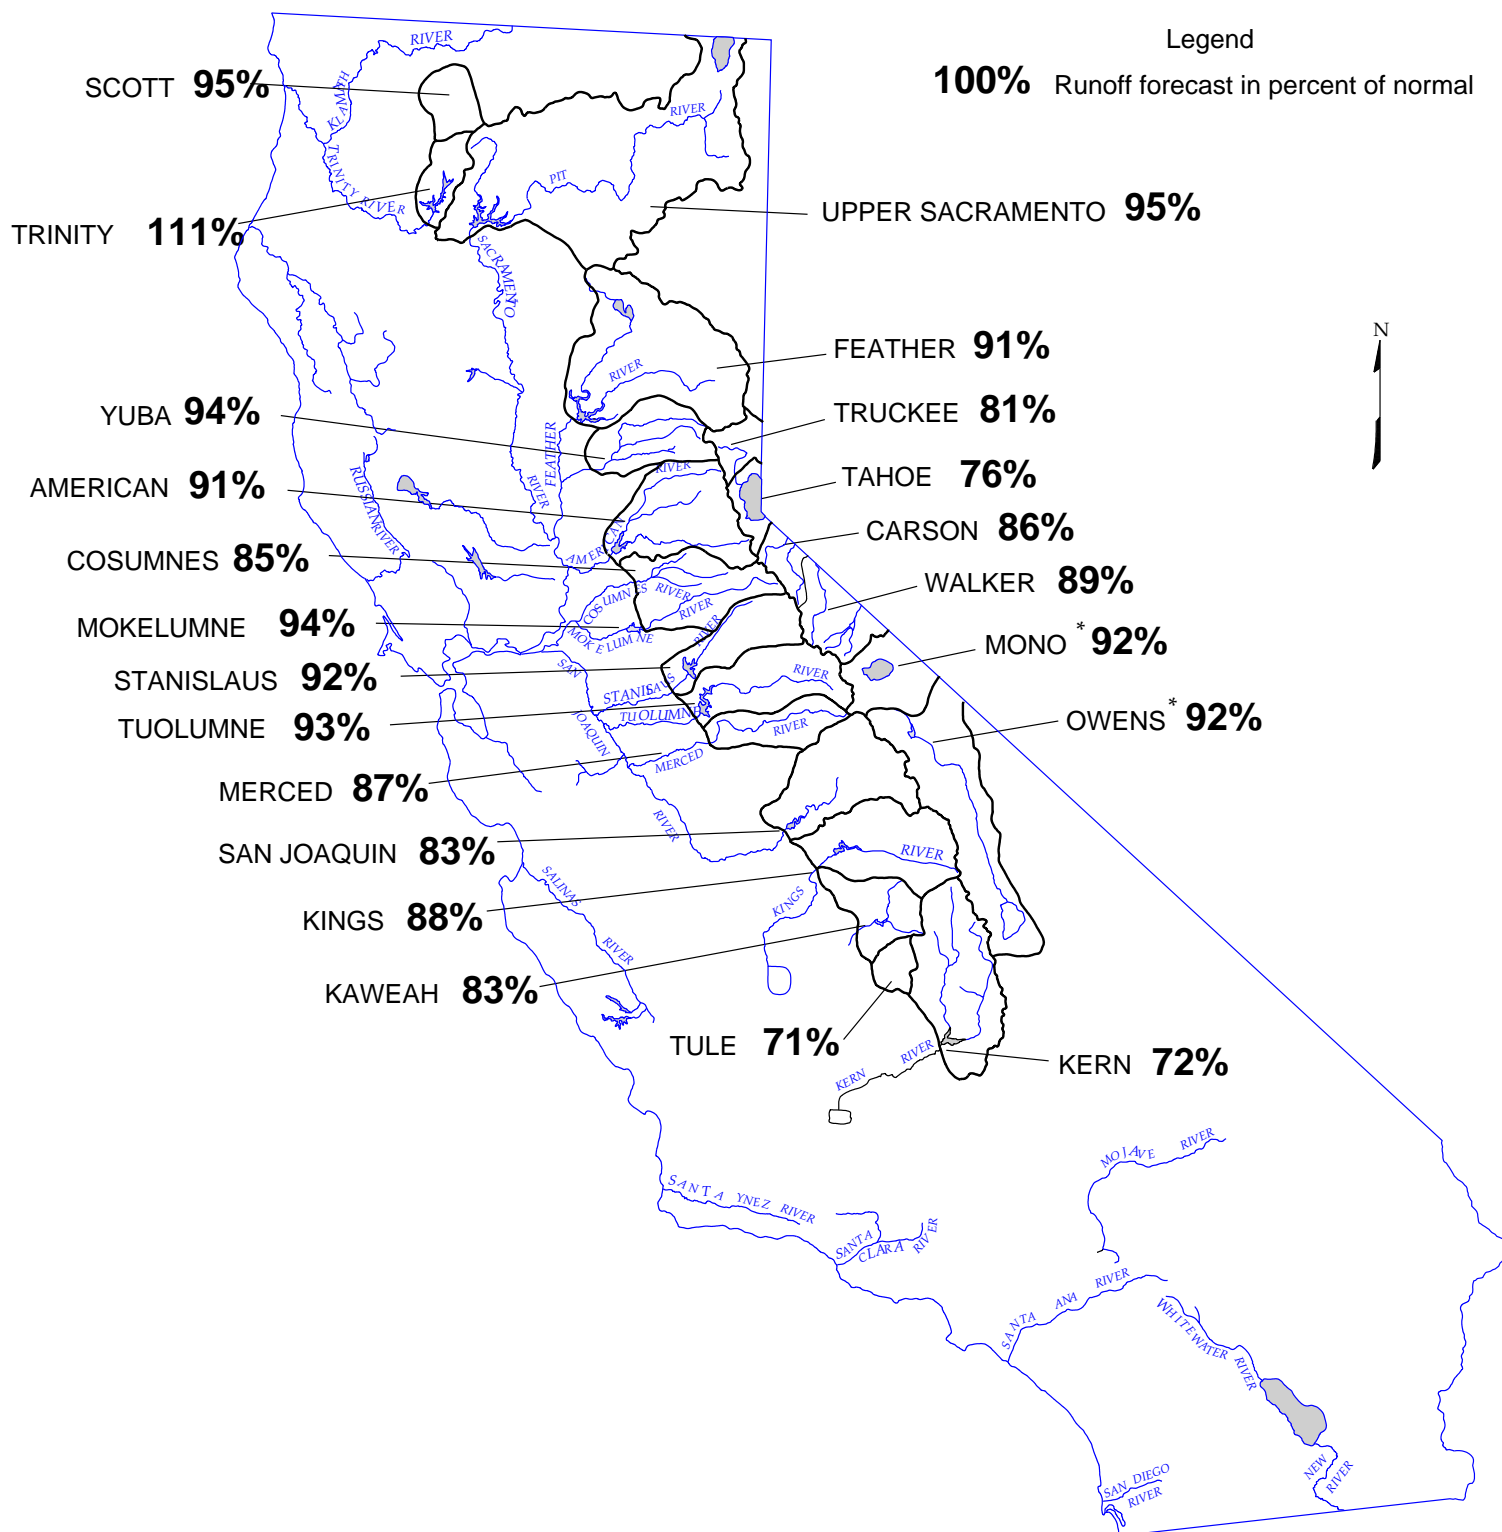 Legend
100% Runoff forecast in percent of normal
SCOTT 95%
TRINITY 111%
UPPER SACRAMENTO 95%
FEATHER 91%
YUBA 94%
TRUCKEE 81%
AMERICAN 91%
TAHOE 76%
COSUMNES 85%
CARSON 86%
WALKER 89%
MOKELUMNE 94%
MONO * 92%
STANISLAUS 92%
OWENS * 92%
TUOLUMNE 93%
MERCED 87%
SAN JOAQUIN 83%
KINGS 88%
KAWEAH 83%
TULE 71%
KERN 72%
N
KLAMATH RIVER
TRINITY RIVER
PIT RIVER
SACRAMENTO RIVER
FEATHER RIVER
RIVER
RUSSIAN RIVER
AMERICAN RIVER
COSUMNES RIVER
MOKELUMNE RIVER
STANISLAUS RIVER
TUOLUMNE RIVER
MERCED RIVER
SAN JOAQUIN RIVER
KINGS RIVER
SALINAS RIVER
KERN RIVER
SANTA YNEZ RIVER
SANTA CLARA RIVER
MOJAVE RIVER
SANTA ANA RIVER
WHITEWATER RIVER
NEW RIVER
SAN DIEGO RIVER